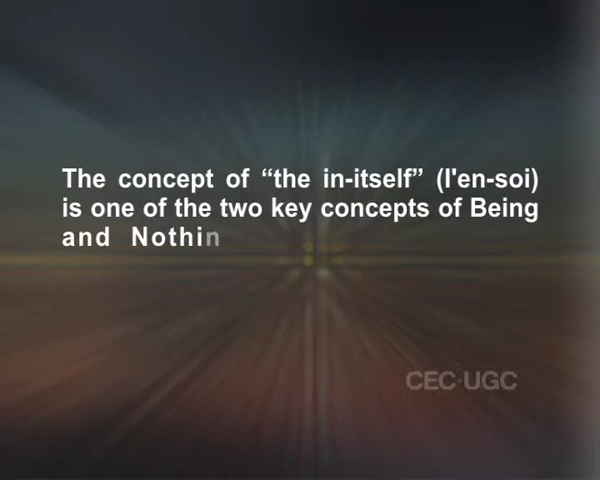 The concept of “the in-itself” (l'en-soi)
is one of the two key concepts of Being
and Nothin
CEC-UGC